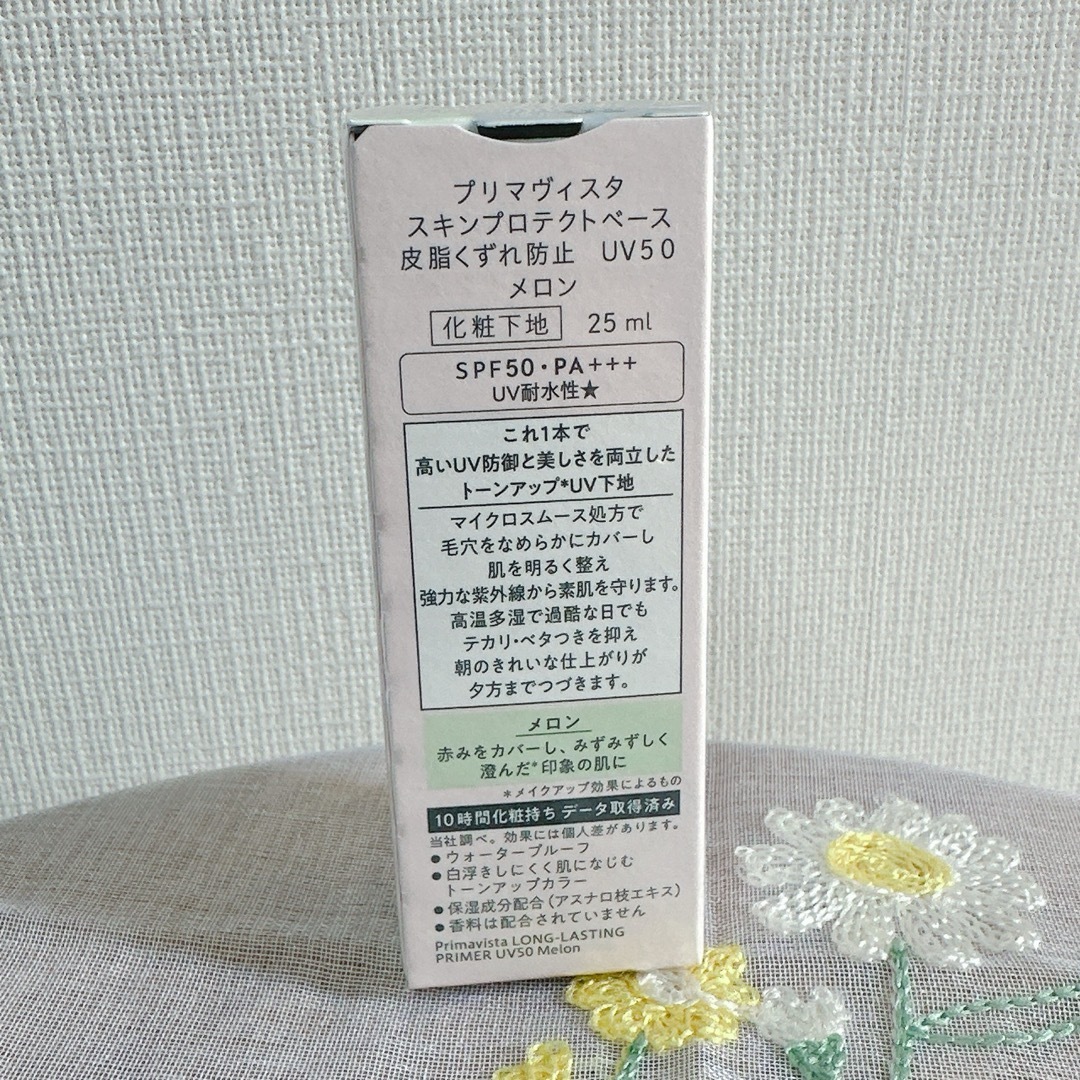 プリマヴィスタ
スキンプロテクトベース
皮脂くずれ防止 UV50
メロン
化粧下地 25 ml
SPF50・PA+++
UV耐水性★
これ1本で
高いUV防御と美しさを両立した
トーンアップ*UV下地
マイクロスムース処方で
毛穴をなめらかにカバーし
肌を明るく整え
強力な紫外線から素肌を守ります。
高温多湿で過酷な日でも
テカリ・ベタつきを抑え
朝のきれいな仕上がりが
夕方までつづきます。
メロン
赤みをカバーし、みずみずしく
澄んだ*印象の肌に
*メイクアップ効果によるもの
10時間化粧持ち データ取得済み
当社調べ。効果には個人差があります。
●ウォータープルーフ
●白浮きしにくく肌になじむ
トーンアップカラー
●保湿成分配合(アスナロ枝エキス)
●香料は配合されていません
Primavista LONG-LASTING
PRIMER UV50 Melon